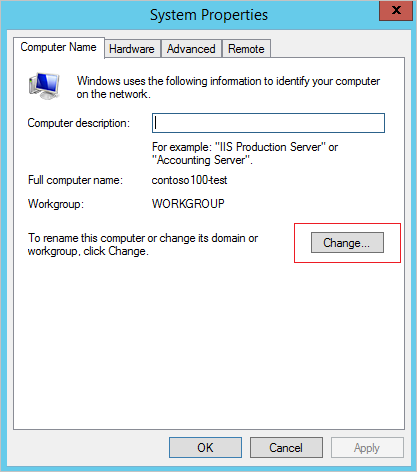 System Properties
x
Computer Name Hardware Advanced Remote
Windows uses the following information to identify your computer
on the network.
Computer description:
For example: "IIS Production Server" or
"Accounting Server".
Full computer name: contoso100-test
Workgroup: WORKGROUP
To rename this computer or change its domain or
workgroup, click Change.
Change...
OK Cancel Apply